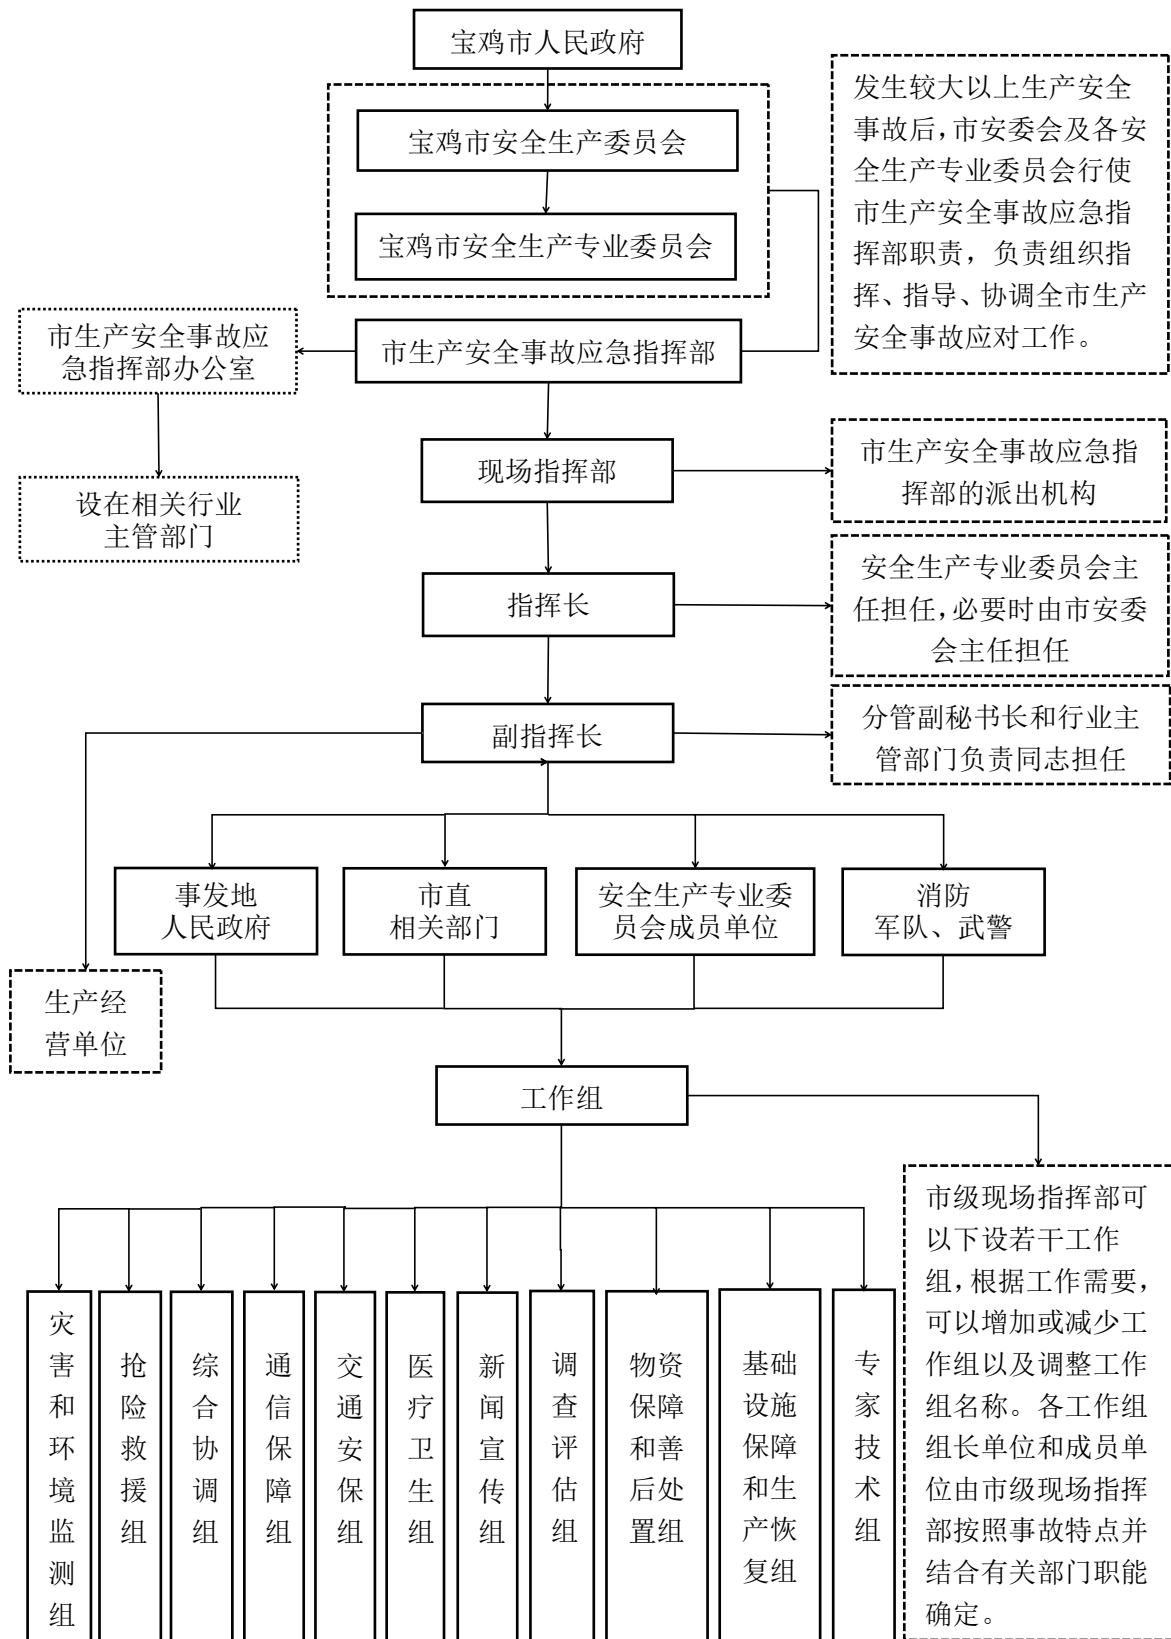 宝鸡市人民政府
宝鸡市安全生产委员会
宝鸡市安全生产专业委员会
发生较大以上生产安全
事故后，市安委会及各安
全生产专业委员会行使
市生产安全事故应急指
挥部职责，负责组织指
挥、指导、协调全市生产
安全事故应对工作。
市生产安全事故应
急指挥部办公室
市生产安全事故应急指挥部
设在相关行业
主管部门
现场指挥部
市生产安全事故应急指
挥部的派出机构
指挥长
安全生产专业委员会主
任担任，必要时由市安委
会主任担任
副指挥长
分管副秘书长和行业主
管部门负责同志担任
事发地
人民政府
市直
相关部门
安全生产专业委
员会成员单位
消防
军队、武警
生产经
营单位
工作组
灾害和环境监测组
抢险救援组
综合协调组
通信保障组
交通安保组
医疗卫生组
新闻宣传组
调查评估组
物资
保障
和善
后处
置组
基础
设施
保障
和生
产恢
复组
专家技术组
市级现场指挥部可
以下设若干工作
组，根据工作需要，
可以增加或减少工
作组以及调整工作
组名称。各工作组
组长单位和成员单
位由市级现场指挥
部按照事故特点并
结合有关部门职能
确定。